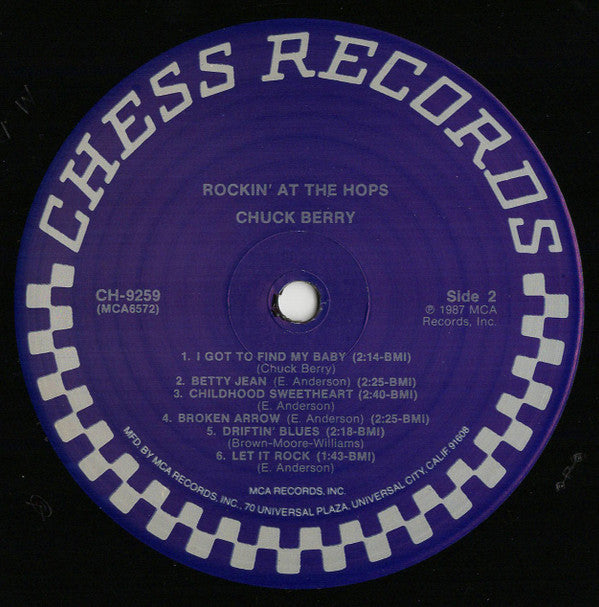 CHESS RECORDS
ROCKIN' AT THE HOPS
CHUCK BERRY
CH-9259
(MCA6572)
Side 2
℗ 1987 MCA
Records, Inc.
1. I GOT TO FIND MY BABY (2:14-BMI)
(Chuck Berry)
2. BETTY JEAN (E. Anderson) (2:25-BMI)
3. CHILDHOOD SWEETHEART (2:40-BMI)
(E. Anderson)
4. BROKEN ARROW (E. Anderson) (2:25-BMI)
5. DRIFTIN' BLUES (2:18-BMI)
(Brown-Moore-Williams)
6. LET IT ROCK (1:43-BMI)
(E. Anderson)
MCA RECORDS, INC.
MFD. BY MCA RECORDS, INC., 70 UNIVERSAL PLAZA, UNIVERSAL CITY, CALIF. 91608